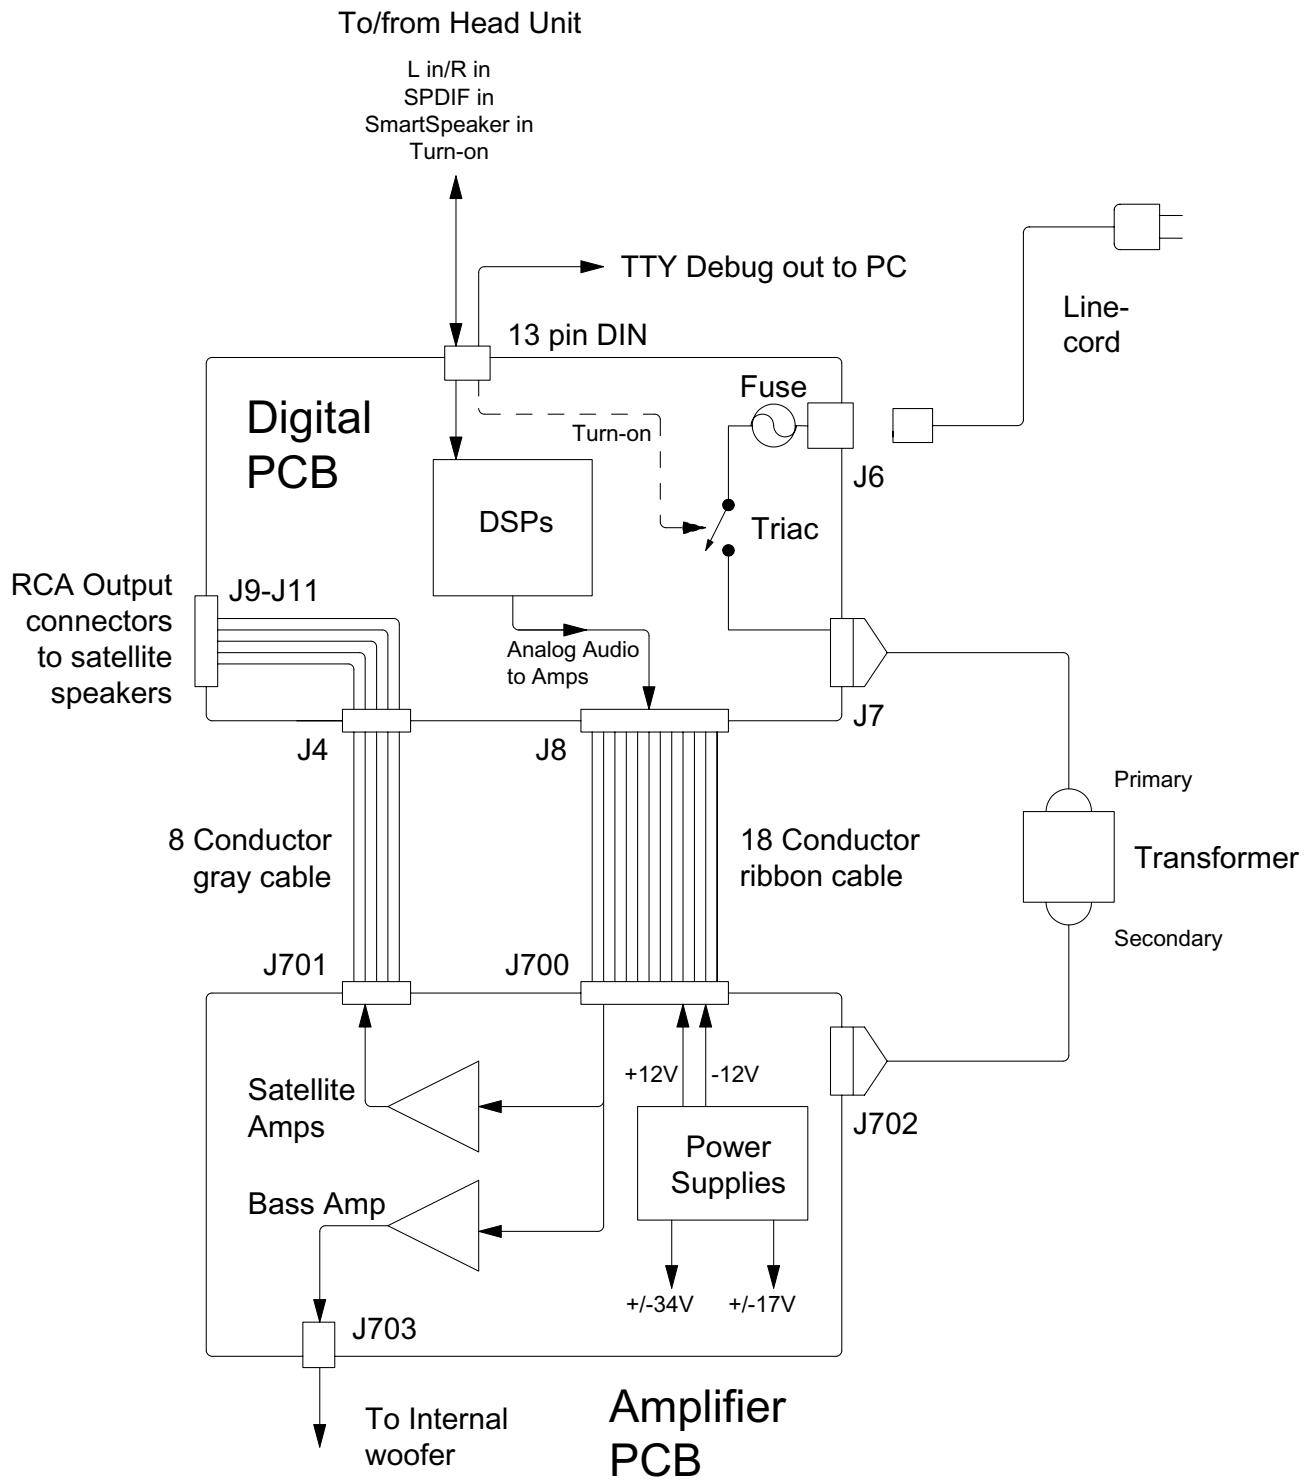 To/from Head Unit
L in/R in
SPDIF in
SmartSpeaker in
Turn-on
TTY Debug out to PC
Line-
cord
13 pin DIN
Digital
PCB
Fuse
Turn-on
J6
DSPs
Triac
RCA Output
connectors
to satellite
speakers
J9-J11
Analog Audio
to Amps
J4
J8
J7
Primary
8 Conductor
gray cable
18 Conductor
ribbon cable
Transformer
Secondary
J701
J700
+12V
-12V
Satellite
Amps
J702
Power
Supplies
Bass Amp
+/-34V
+/-17V
J703
Amplifier
PCB
To Internal
woofer